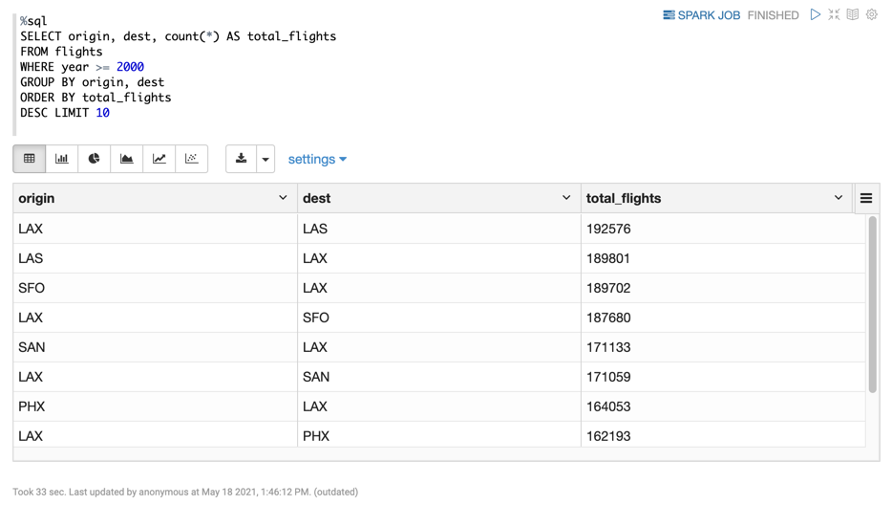 %sql
SPARK JOB FINISHED
SELECT origin, dest, count(*) AS total_flights
FROM flights
WHERE year >= 2000
GROUP BY origin, dest
ORDER BY total_flights
DESC LIMIT 10
settings
origin dest total_flights
LAX LAS 192576
LAS LAX 189801
SFO LAX 189702
LAX SFO 187680
SAN LAX 171133
LAX SAN 171059
PHX LAX 164053
LAX PHX 162193
Took 33 sec. Last updated by anonymous at May 18 2021, 1:46:12 PM. (outdated)